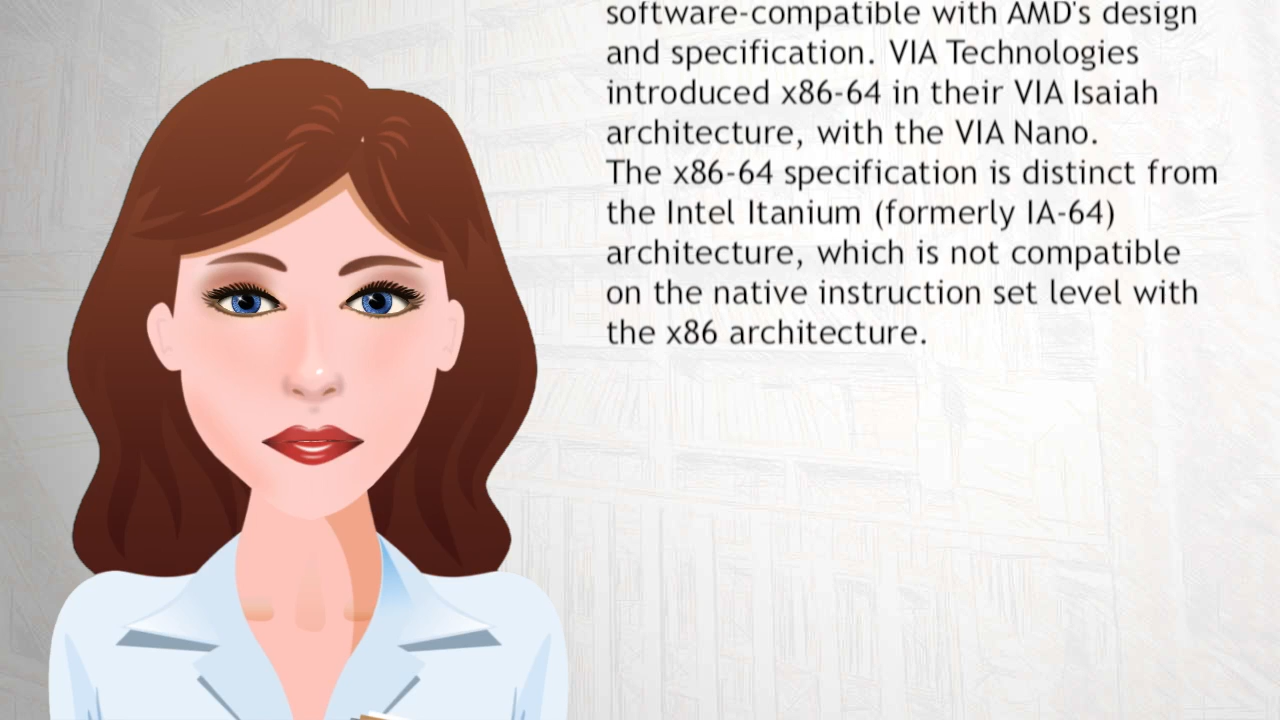 software-compatible with AMD's design
and specification. VIA Technologies
introduced x86-64 in their VIA Isaiah
architecture, with the VIA Nano.
The x86-64 specification is distinct from
the Intel Itanium (formerly IA-64)
architecture, which is not compatible
on the native instruction set level with
the x86 architecture.